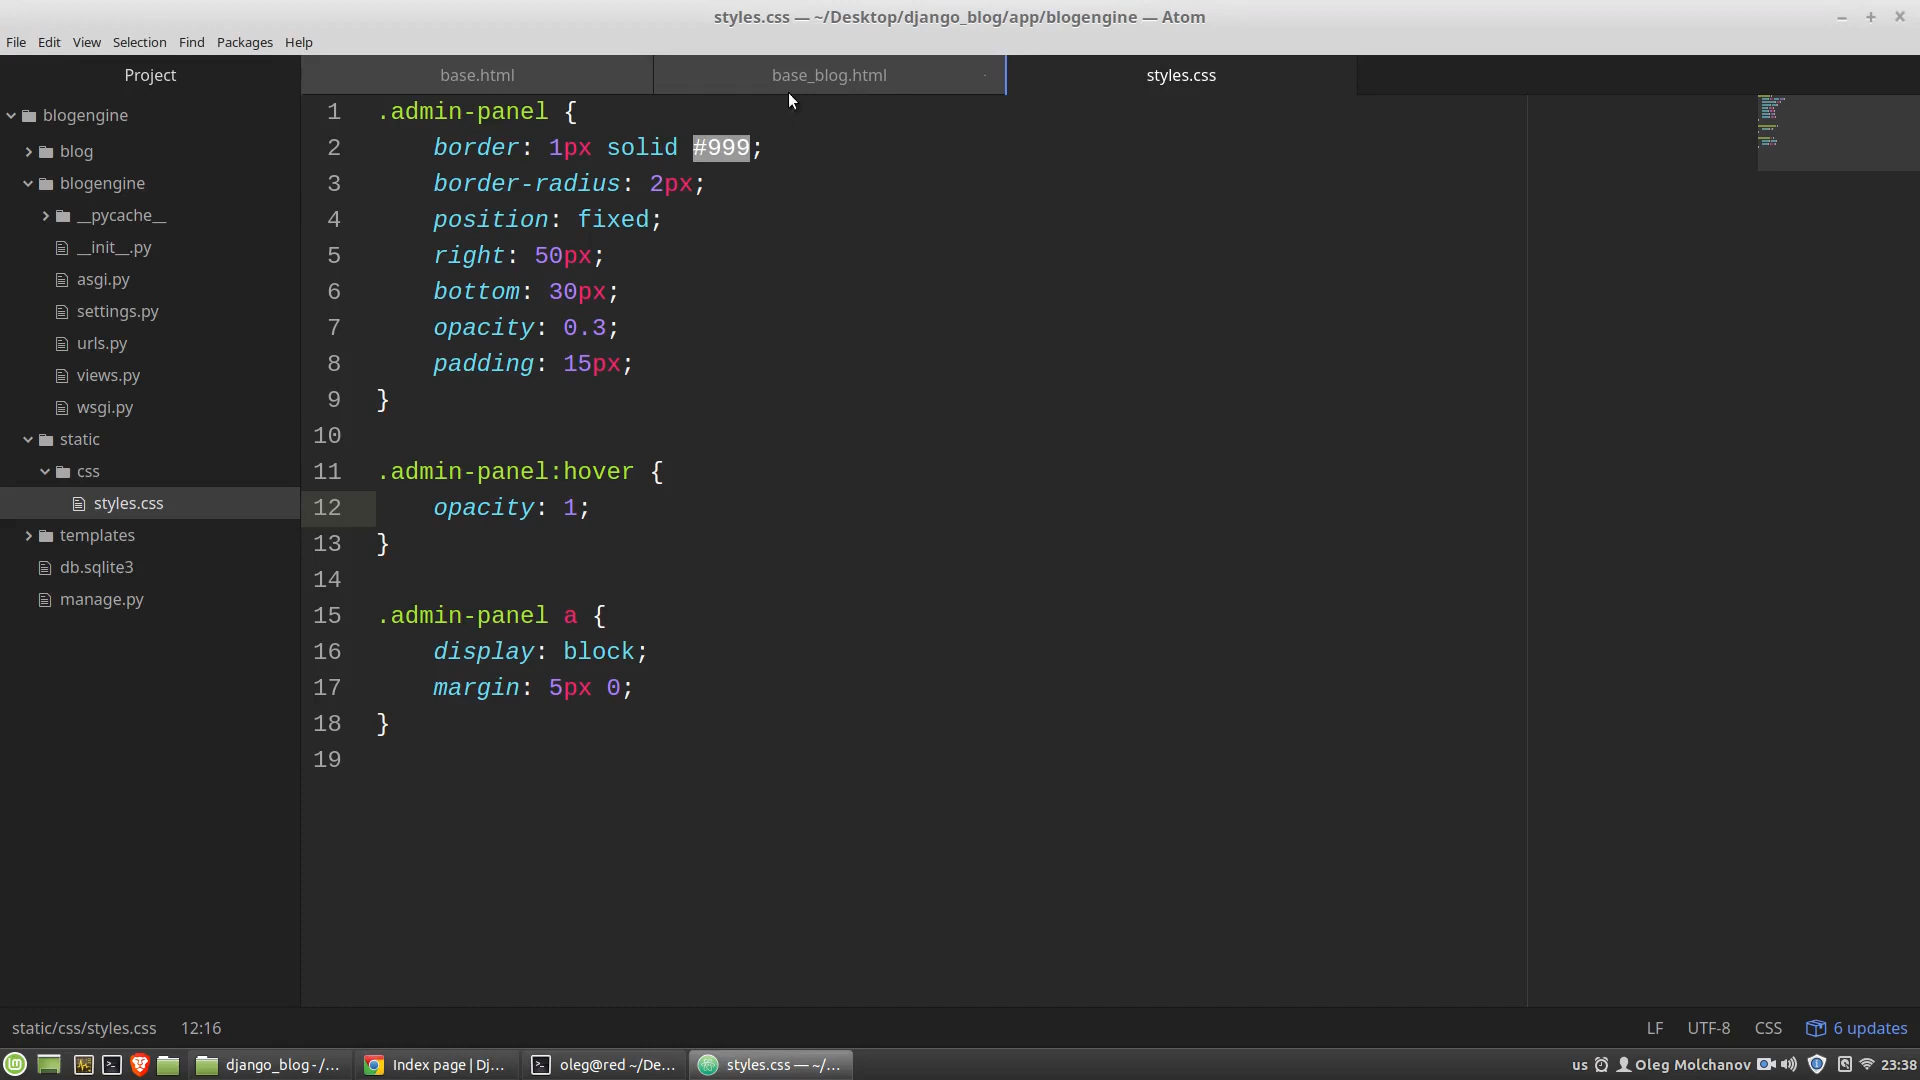 styles.css — ~/Desktop/django_blog/app/blogengine — Atom
File Edit View Selection Find Packages Help
Project
blogengine
blog
blogengine
__pycache__
__init__.py
asgi.py
settings.py
urls.py
views.py
wsgi.py
static
css
styles.css
templates
db.sqlite3
manage.py
base.html base_blog.html styles.css
1 .admin-panel {
2     border: 1px solid #999;
3     border-radius: 2px;
4     position: fixed;
5     right: 50px;
6     bottom: 30px;
7     opacity: 0.3;
8     padding: 15px;
9 }
10
11 .admin-panel:hover {
12     opacity: 1;
13 }
14
15 .admin-panel a {
16     display: block;
17     margin: 5px 0;
18 }
19
static/css/styles.css 12:16 LF UTF-8 CSS 6 updates
django_blog - /... Index page | Dj... oleg@red ~/De... styles.css — ~/... us Oleg Molchanov 23:38